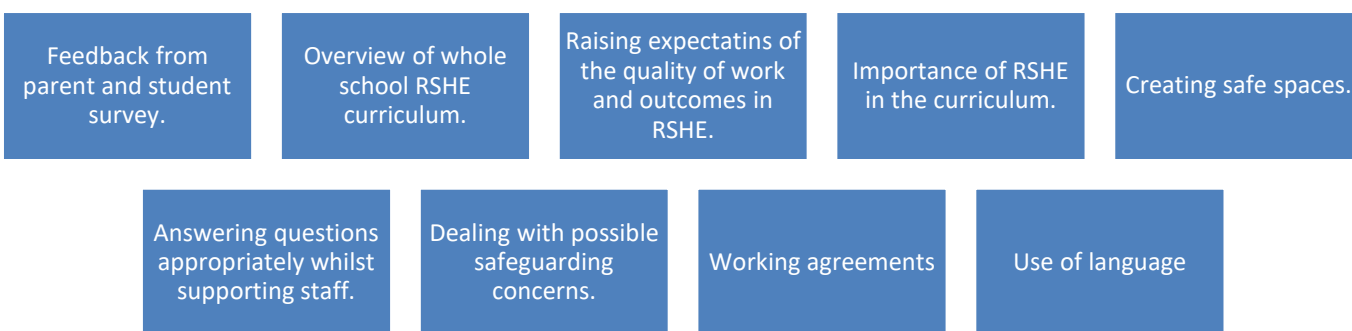 Feedback from
parent and student
survey.
Overview of whole
school RSHE
curriculum.
Raising expectatins of
the quality of work
and outcomes in
RSHE.
Importance of RSHE
in the curriculum.
Creating safe spaces.
Answering questions
appropriately whilst
supporting staff.
Dealing with possible
safeguarding
concerns.
Working agreements
Use of language